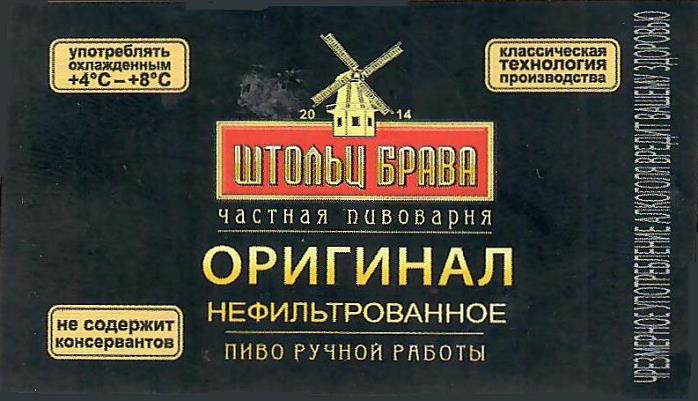 употреблять
охлажденным
+4°С – +8°С
классическая
технология
производства
20 14
ШТОЛЬЦ БРАВА
частная пивоварня
ОРИГИНАЛ
НЕФИЛЬТРОВАННОЕ
ПИВО РУЧНОЙ РАБОТЫ
не содержит
консервантов
ЧРЕЗМЕРНОЕ УПОТРЕБЛЕНИЕ АЛКОГОЛЯ ВРЕДИТ ВАШЕМУ ЗДОРОВЬЮ